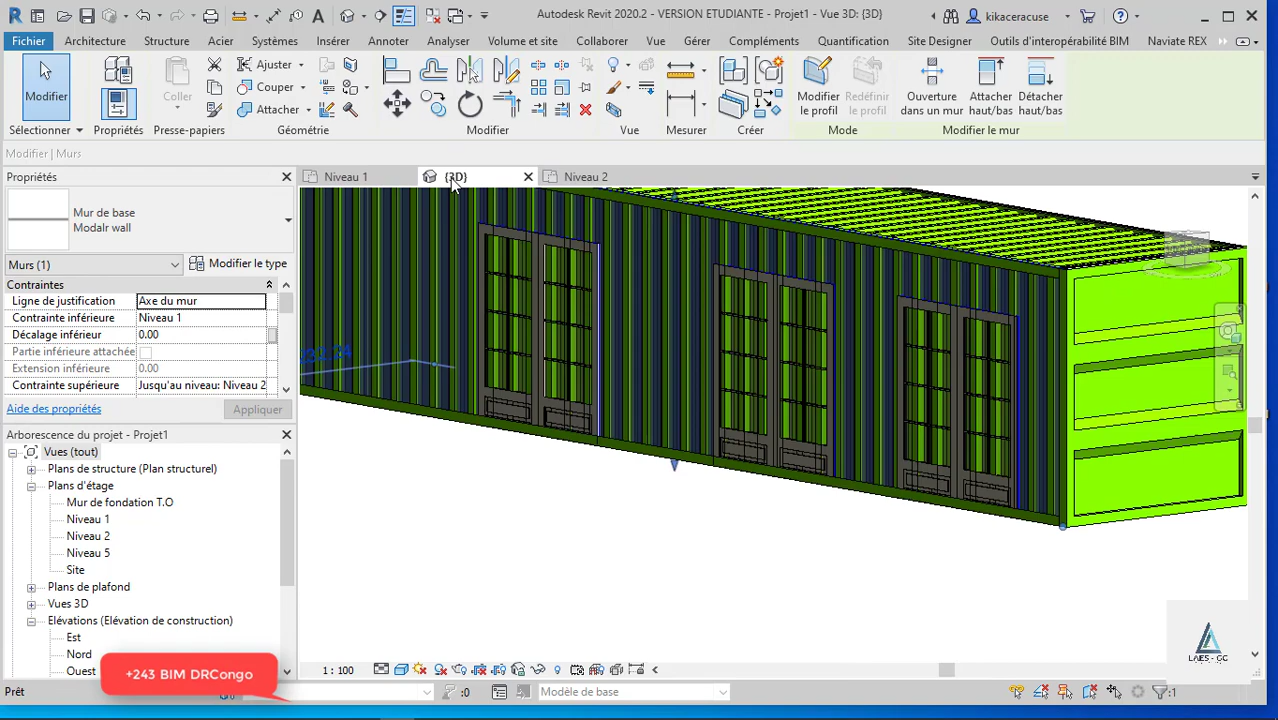 Autodesk Revit 2020.2 - VERSION ETUDIANTE - Projet1 - Vue 3D: {3D}
kikaceracuse
Fichier Architecture Structure Acier Systèmes Insérer Annoter Analyser Volume et site Collaborer Vue Gérer Compléments Quantification Site Designer Outils d'interopérabilité BIM Naviate REX
Modifier
Coller
Ajuster
Couper
Attacher
Modifier le profil
Redéfinir le profil
Ouverture dans un mur
Attacher haut/bas
Détacher haut/bas
Sélectionner Propriétés Presse-papiers Géométrie Modifier Vue Mesurer Créer Mode Modifier le mur
Modifier | Murs
Propriétés
Niveau 1
{3D}
Niveau 2
Mur de base
Modalr wall
Murs (1)
Modifier le type
Contraintes
Ligne de justification Axe du mur
Contrainte inférieure Niveau 1
Décalage inférieur 0.00
Partie inférieure attachée
Extension inférieure 0.00
Contrainte supérieure Jusqu'au niveau: Niveau 2
Aide des propriétés
Appliquer
Arborescence du projet - Projet1
Vues (tout)
Plans de structure (Plan structurel)
Plans d'étage
Mur de fondation T.O
Niveau 1
Niveau 2
Niveau 5
Site
Plans de plafond
Vues 3D
Elévations (Elévation de construction)
Est
Nord
Ouest
+243 BIM DRCongo
1 : 100
LAIES - GC
Prêt
:0
Modèle de base
:1